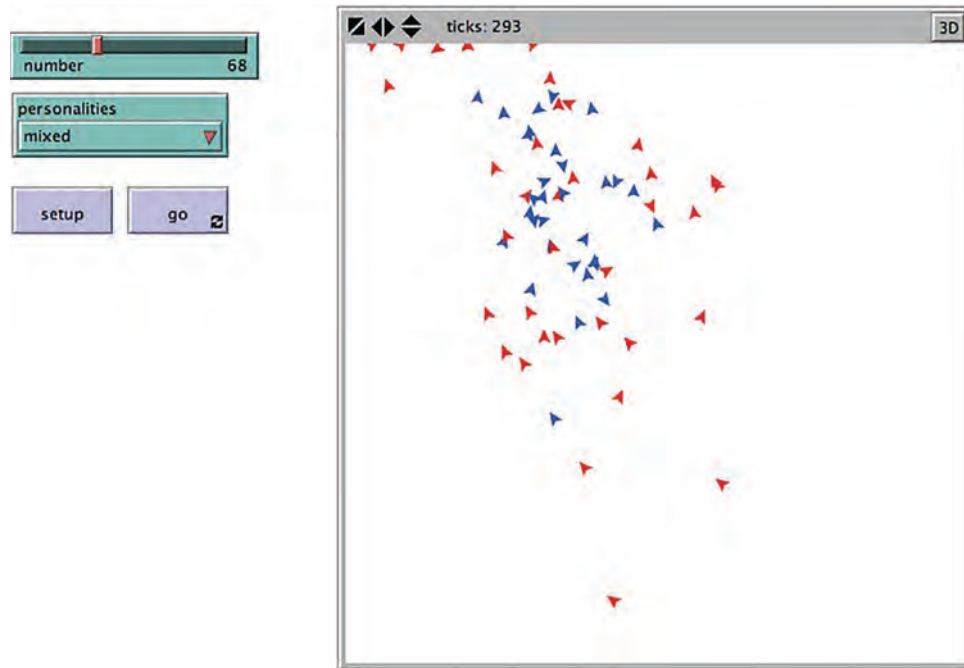 ticks: 293
3D
number 68
personalities
mixed
setup
go